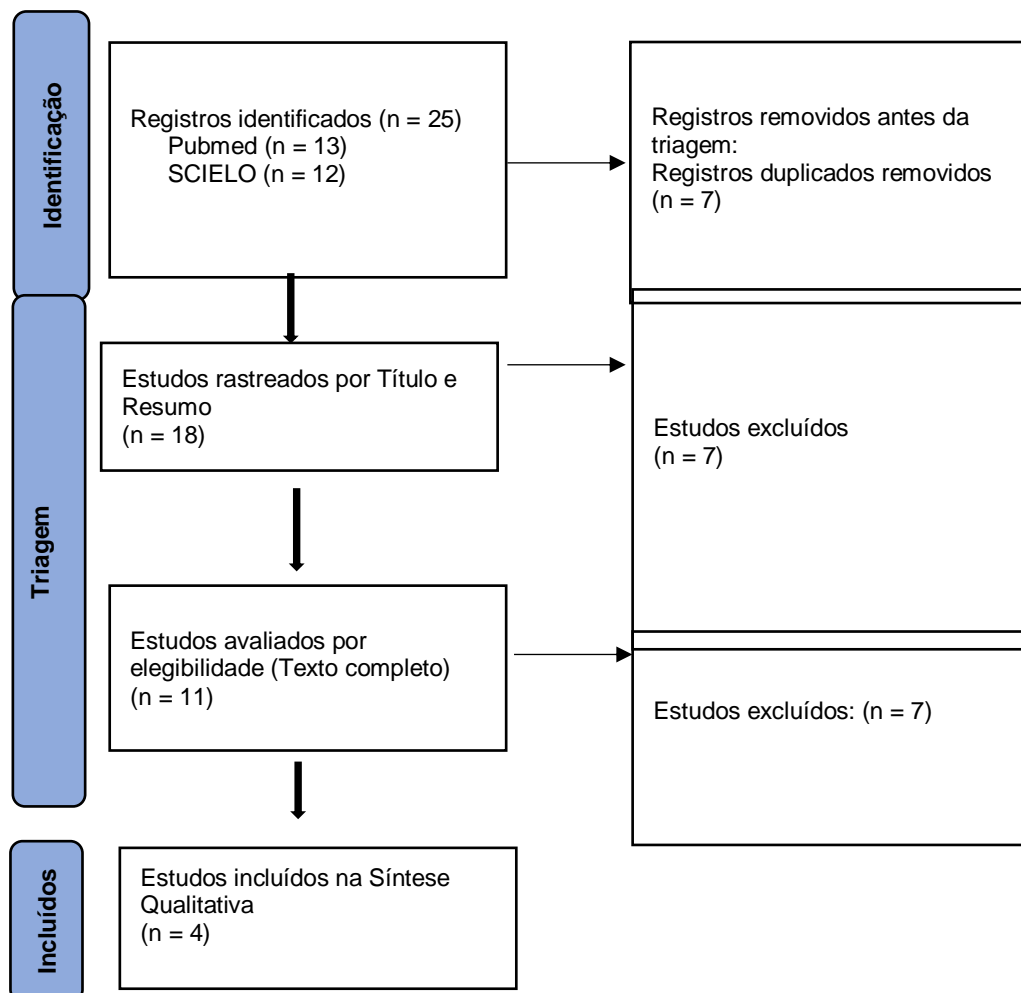 Identificação
Registros identificados (n = 25)
Pubmed (n = 13)
SCIELO (n = 12)
Registros removidos antes da
triagem:
Registros duplicados removidos
(n = 7)
Triagem
Estudos rastreados por Título e
Resumo
(n = 18)
Estudos excluídos
(n = 7)
Estudos avaliados por
elegibilidade (Texto completo)
(n = 11)
Estudos excluídos: (n = 7)
Incluídos
Estudos incluídos na Síntese
Qualitativa
(n = 4)